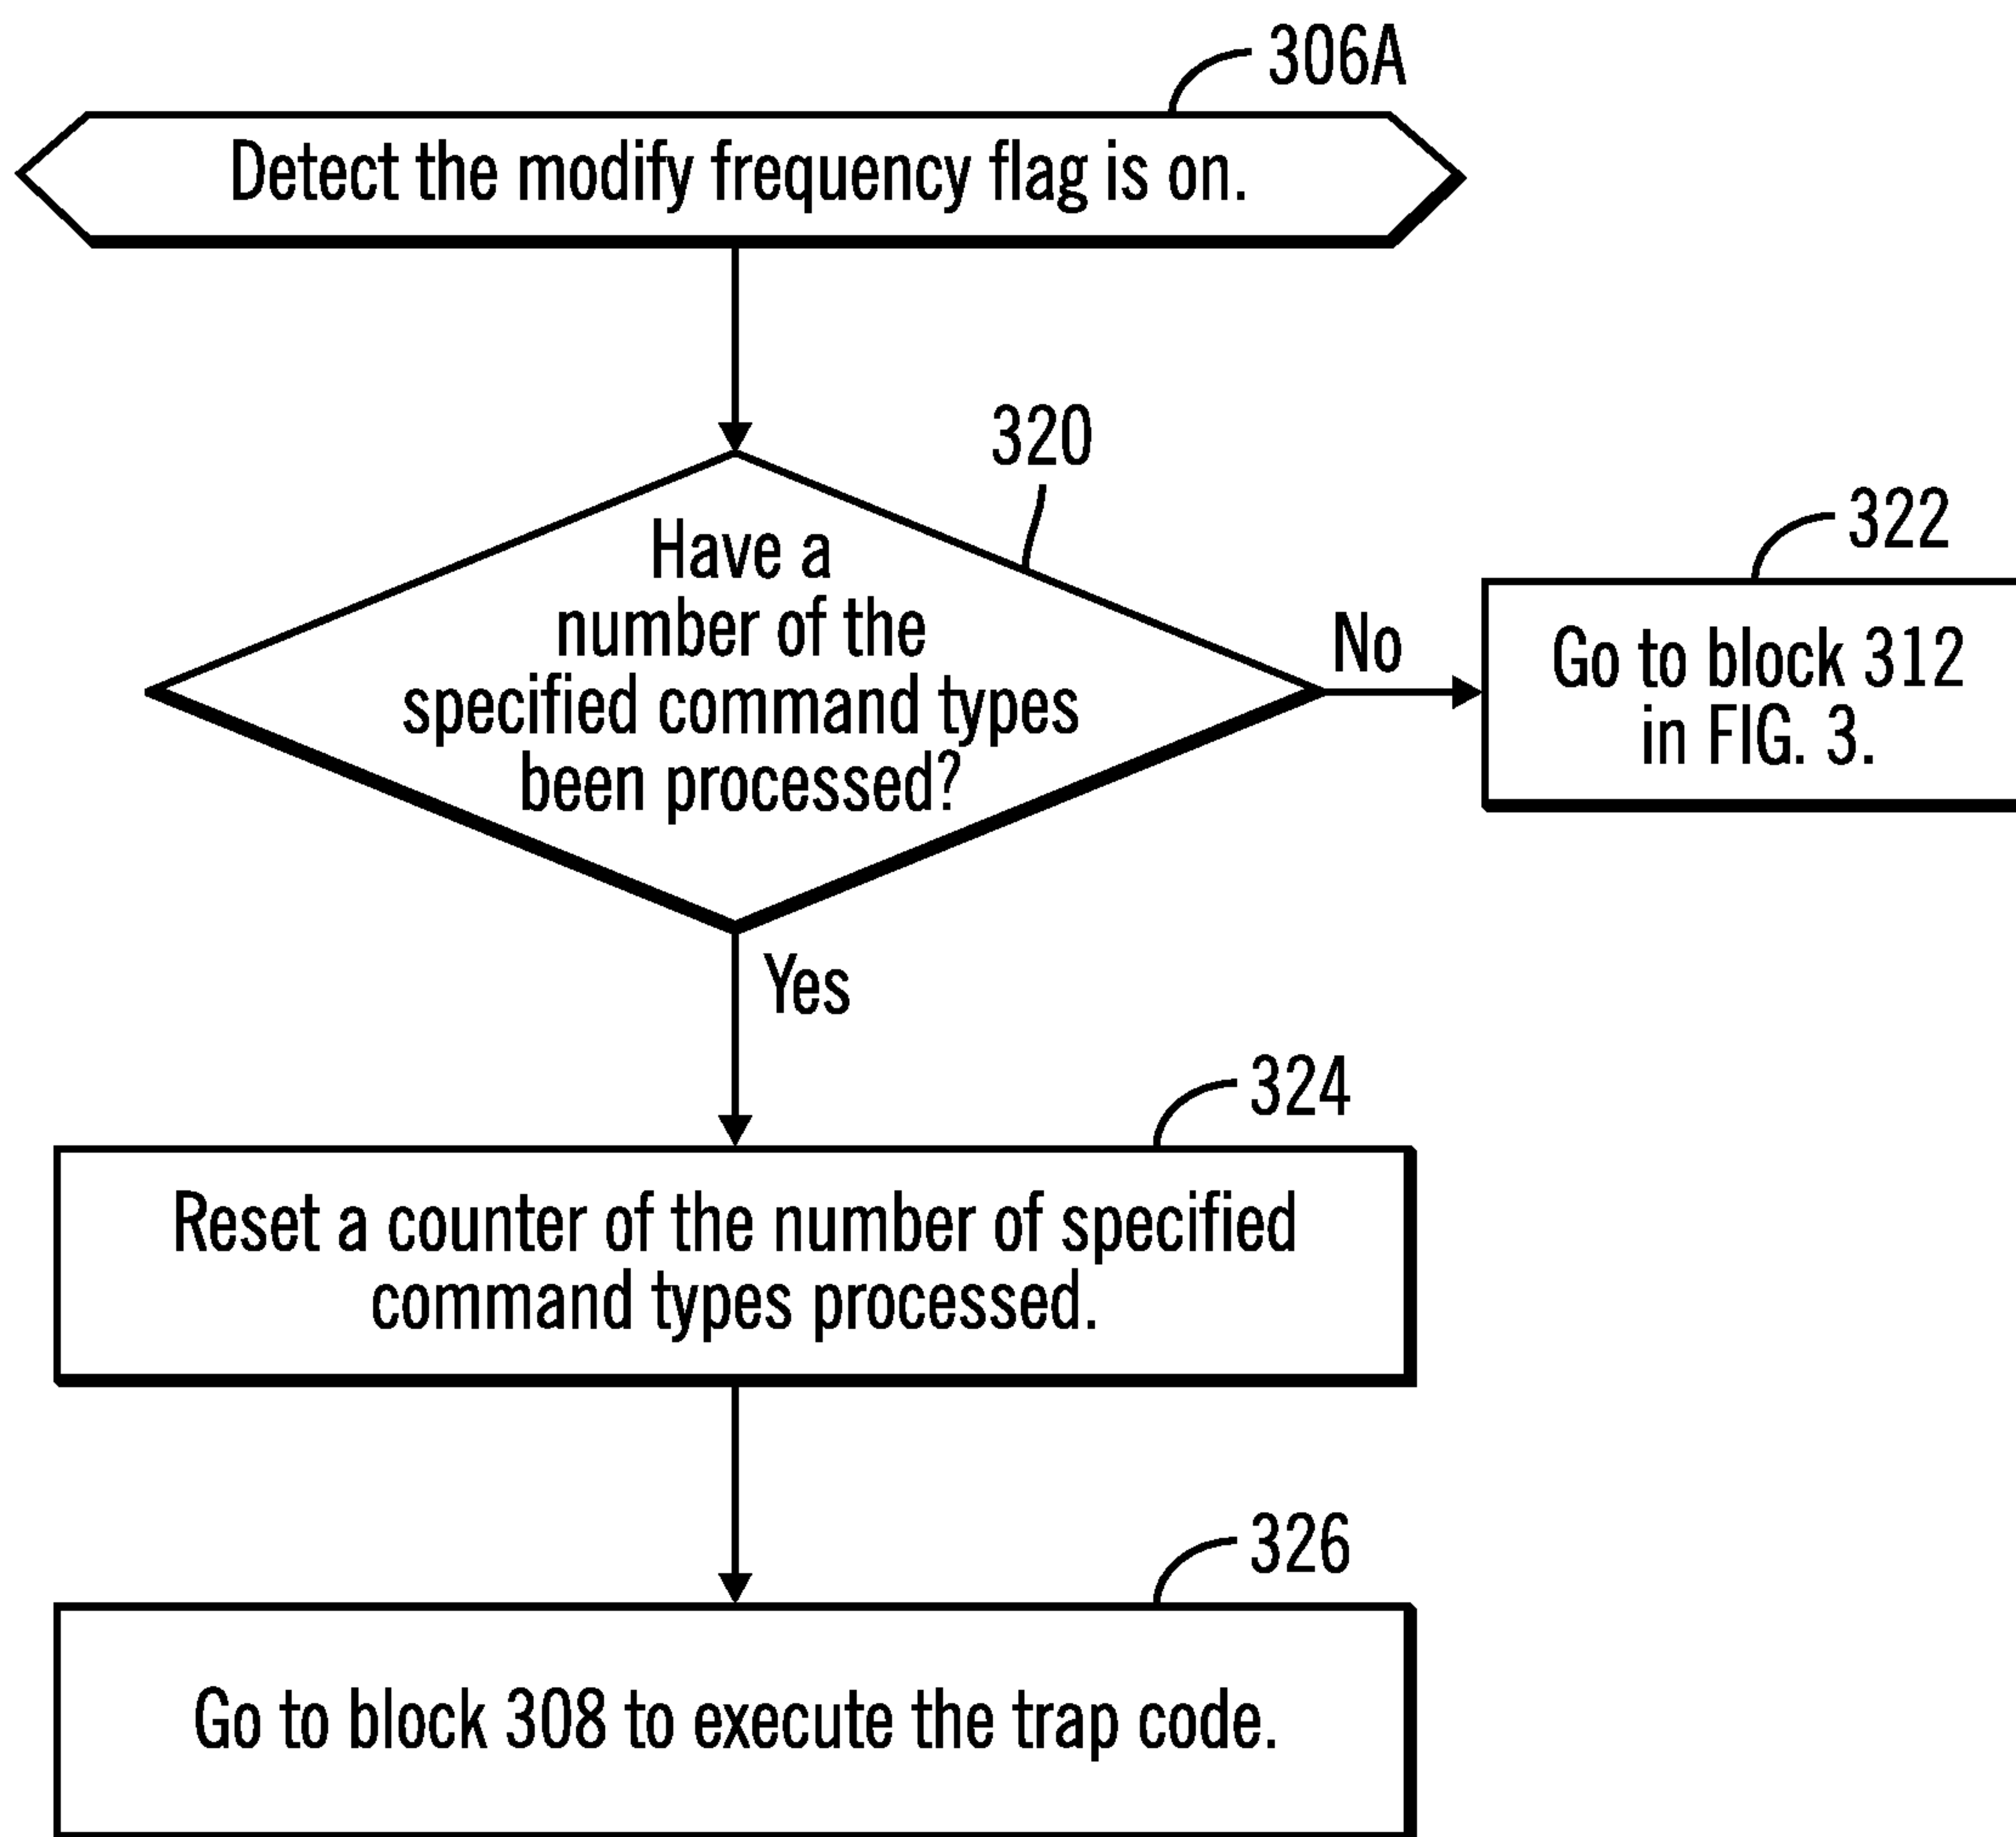 306A
Detect the modify frequency flag is on.
320
Have a
number of the
specified command types
been processed?
No
322
Go to block 312
in FIG. 3.
Yes
324
Reset a counter of the number of specified
command types processed.
326
Go to block 308 to execute the trap code.